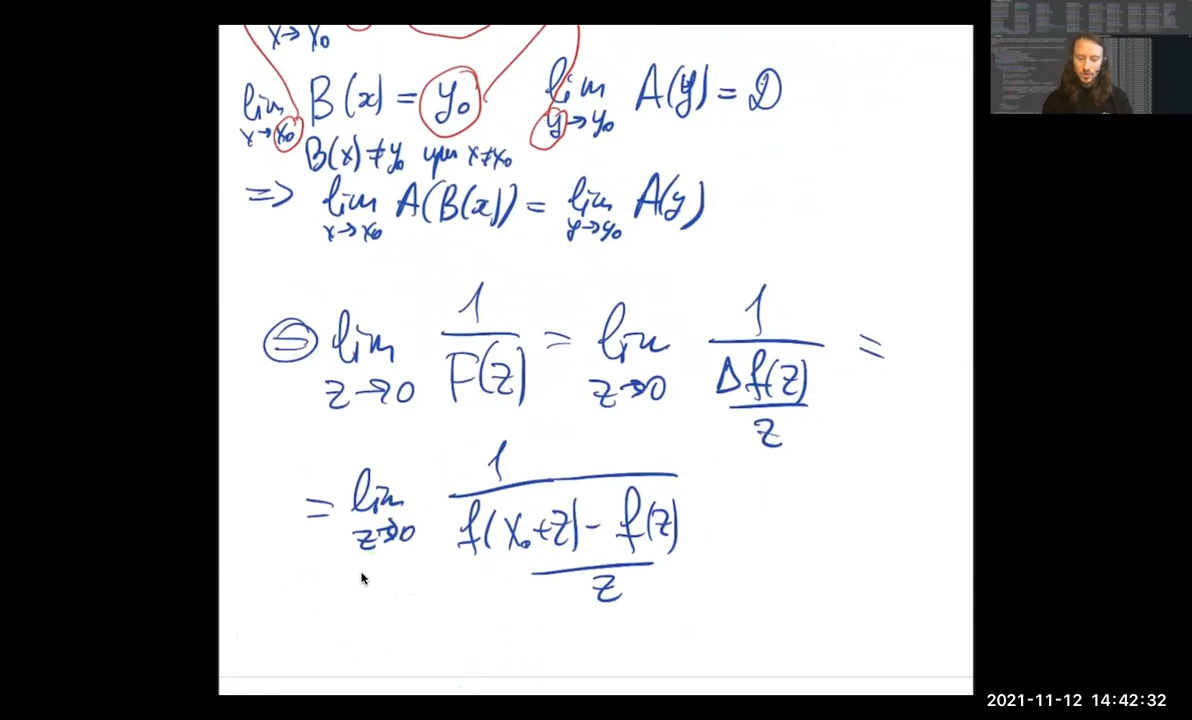 x→x₀
lim x→x₀ B(x) = y₀ lim y→y₀ A(y) = D
B(x) ≠ y₀ при x≠x₀
=> lim x→x₀ A(B(x)) = lim y→y₀ A(y)
⊜ lim z→0 1/F(z) = lim z→0 1/(Δf(z)/z) =
= lim z→0 1/((f(x₀+z) - f(z))/z)
2021-11-12 14:42:32